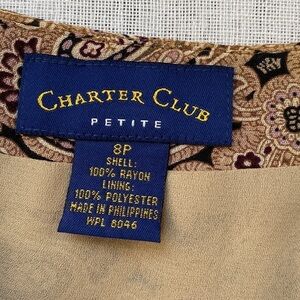 CHARTER CLUB
PETITE
8P
SHELL:
100% RAYON
LINING:
100% POLYESTER
MADE IN PHILIPPINES
WPL 8046